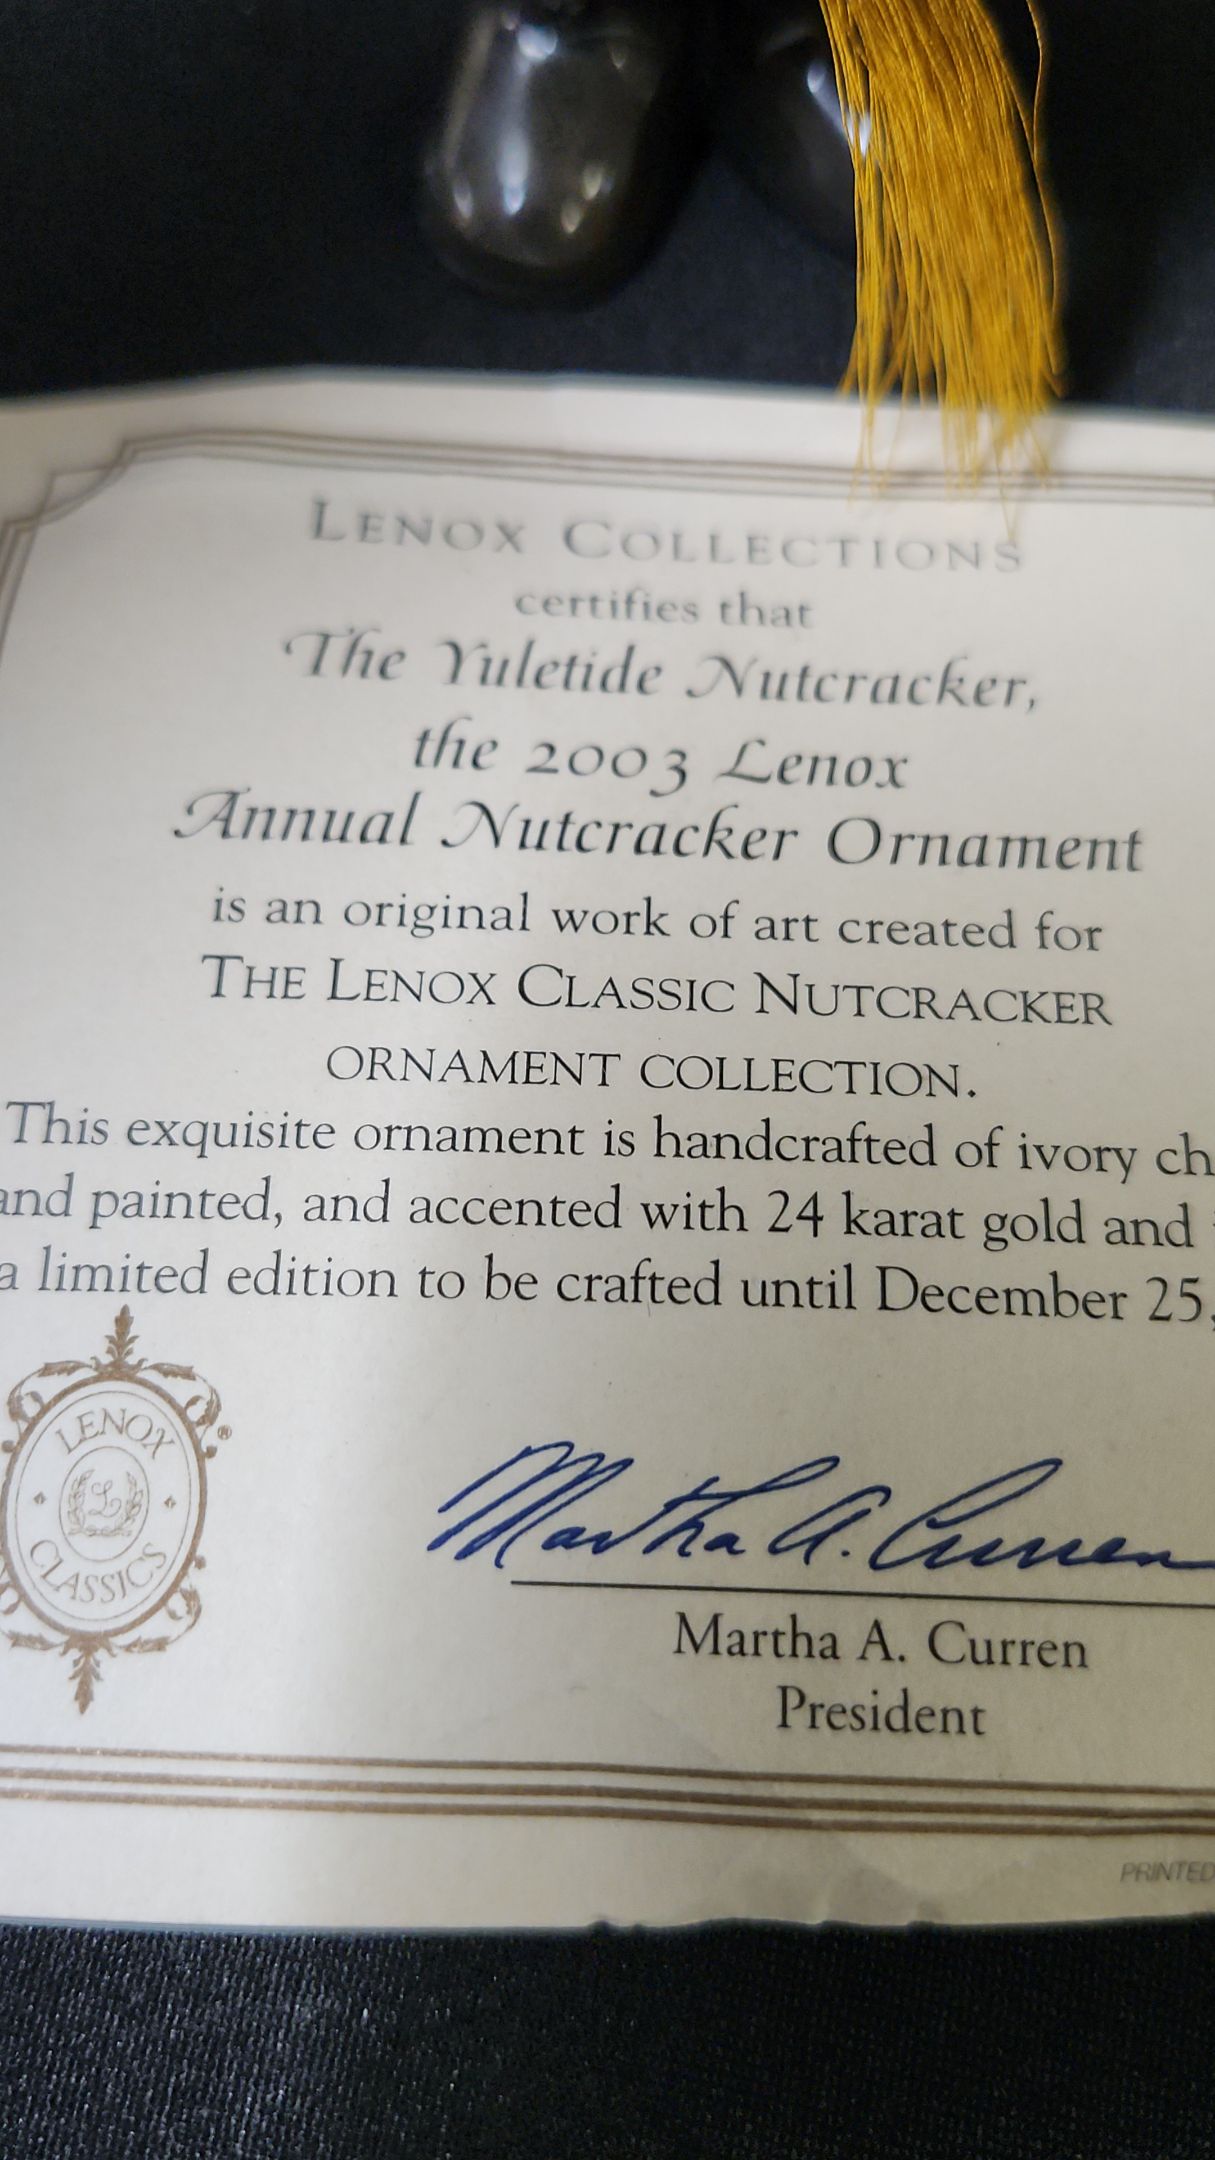 LENOX COLLECTIONS
certifies that
The Yuletide Nutcracker,
the 2003 Lenox
Annual Nutcracker Ornament
is an original work of art created for
THE LENOX CLASSIC NUTCRACKER
ORNAMENT COLLECTION.
This exquisite ornament is handcrafted of ivory ch
and painted, and accented with 24 karat gold and
a limited edition to be crafted until December 25,
LENOX
L
CLASSICS
®
Martha A. Curren
Martha A. Curren
President
PRINTED